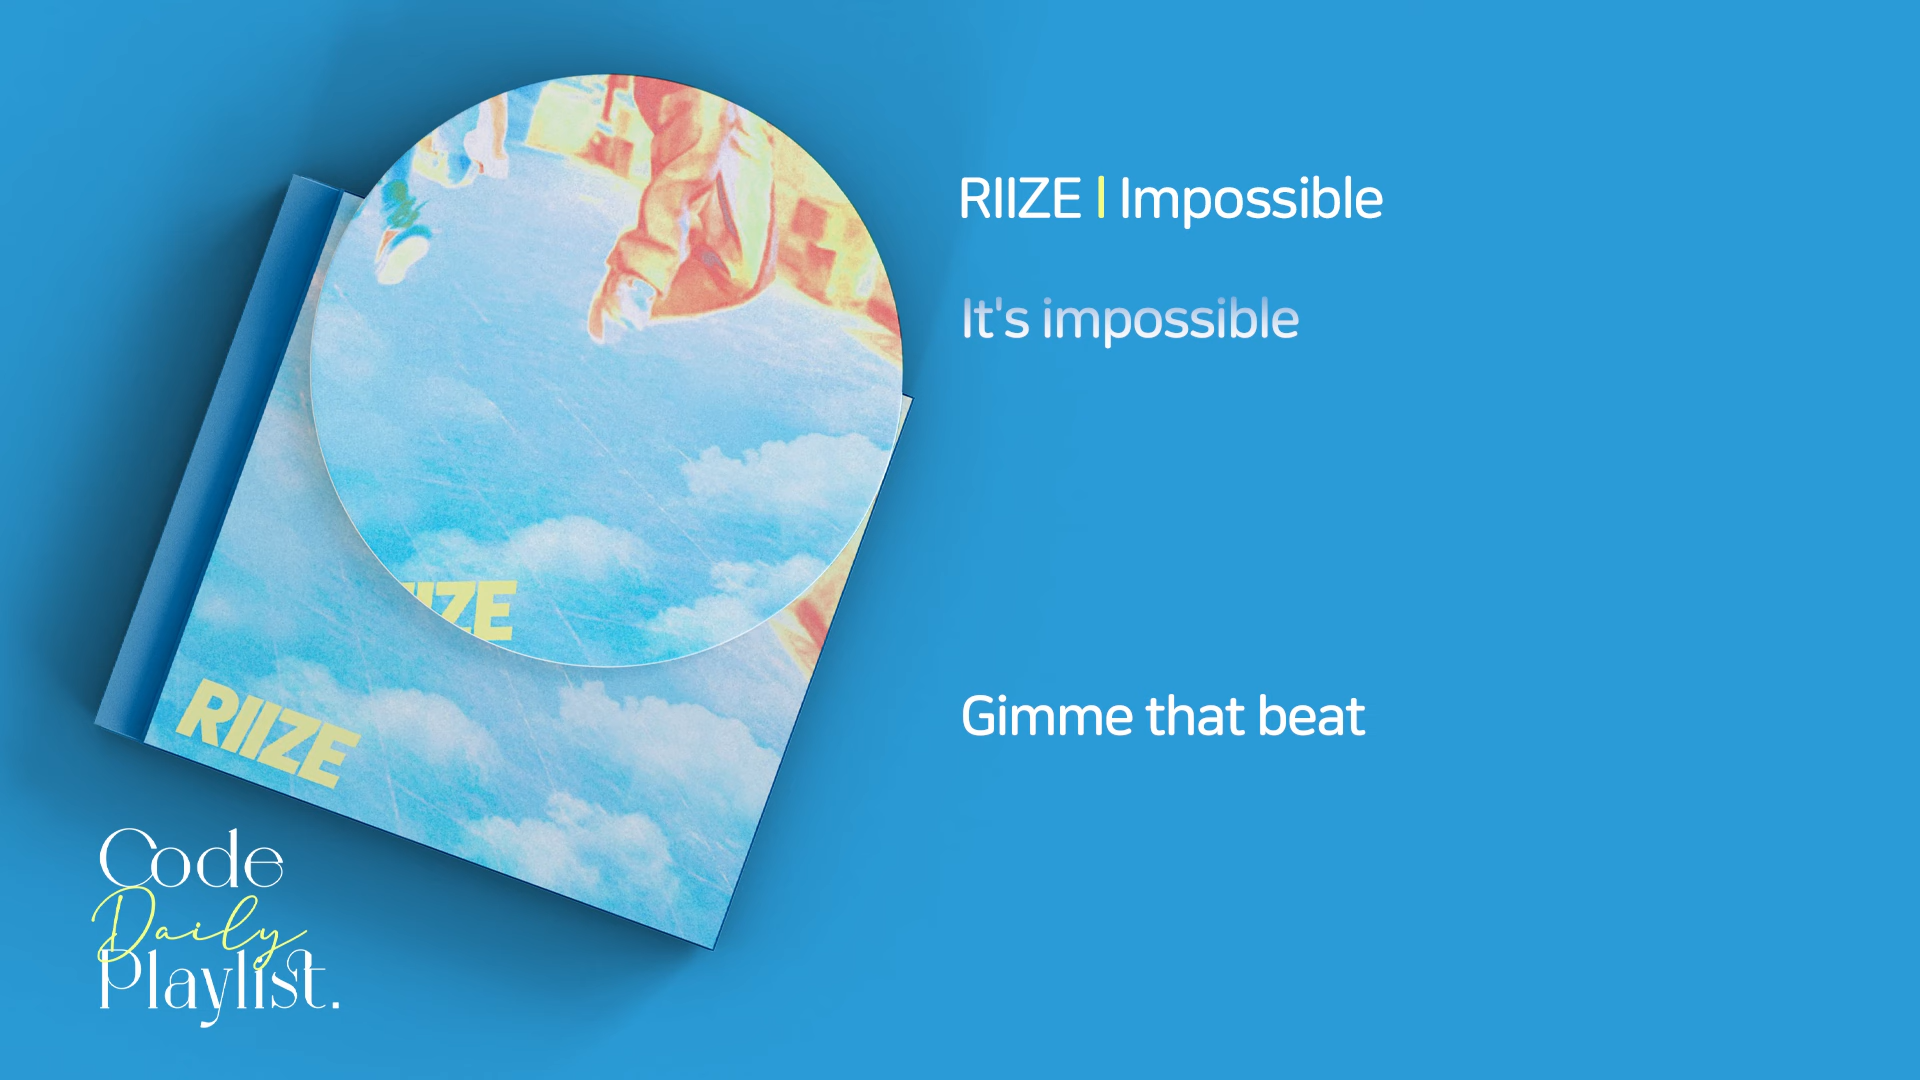 RIIZE | Impossible
It's impossible
Gimme that beat
IIZE
RIIZE
Code
Daily
Playlist.